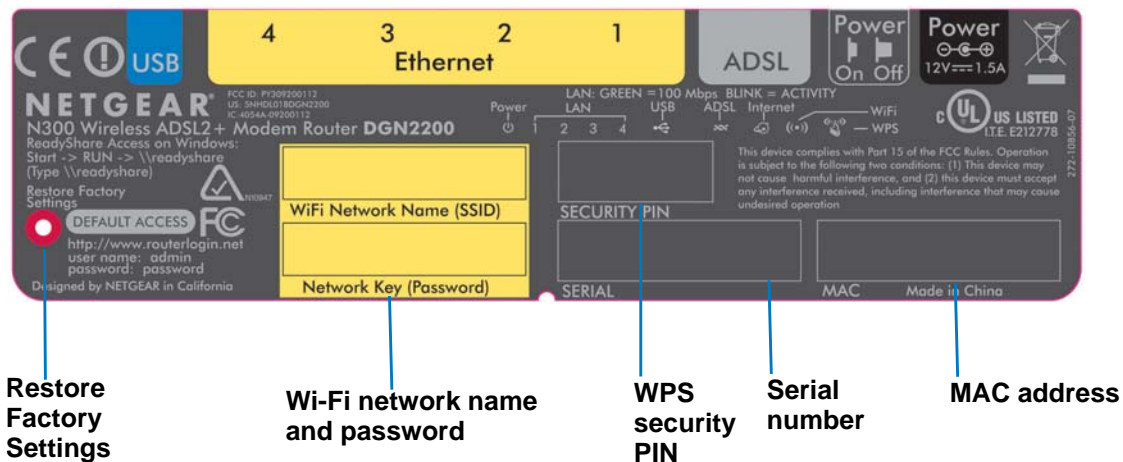 4 3 2 1
Ethernet
USB
ADSL
Power
On Off
Power
12V 1.5A
NETGEAR®
FCC ID: PY309200112
US: 5NHDL01BDGN2200
IC:4054A-09200112
N300 Wireless ADSL2+ Modem Router DGN2200
ReadyShare Access on Windows:
Start -> RUN -> \\readyshare
(Type \\readyshare)
Restore Factory
Settings
N10947
DEFAULT ACCESS
FC
http://www.routerlogin.net
user name: admin
password: password
Designed by NETGEAR in California
LAN: GREEN =100 Mbps BLINK = ACTIVITY
Power LAN USB ADSL Internet WiFi
1 2 3 4 WPS
c UL US LISTED
I.T.E. E212778
272-10856-07
This device complies with Part 15 of the FCC Rules. Operation
is subject to the following two conditions: (1) This device may
not cause harmful interference, and (2) this device must accept
any interference received, including interference that may cause
undesired operation
WiFi Network Name (SSID)
Network Key (Password)
SECURITY PIN
SERIAL
MAC Made in China
Restore
Factory
Settings
Wi-Fi network name
and password
WPS
security
PIN
Serial
number
MAC address